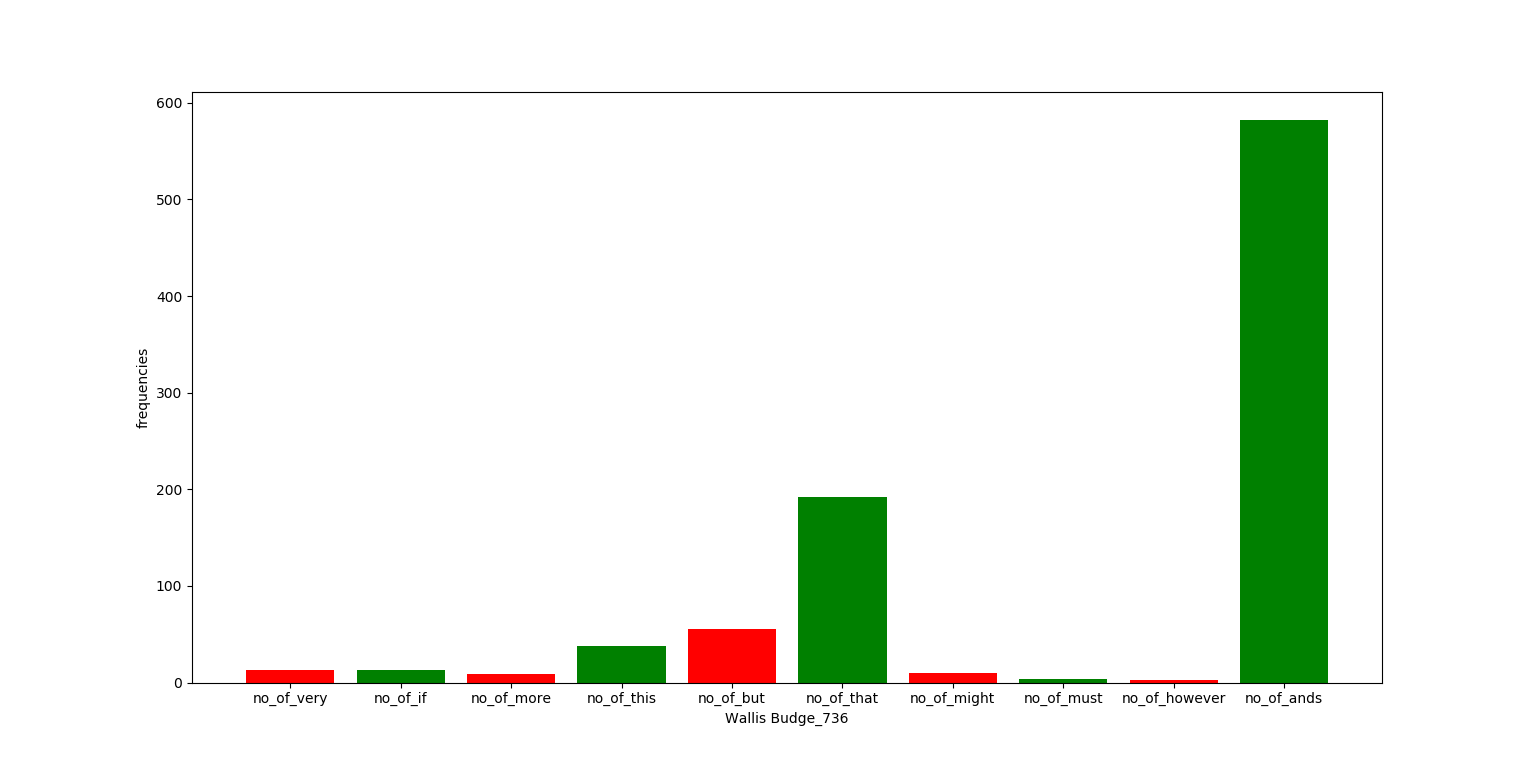 600
500
400
300
200
100
0
frequencies
no_of_very no_of_if no_of_more no_of_this no_of_but no_of_that no_of_might no_of_must no_of_however no_of_ands
Wallis Budge_736